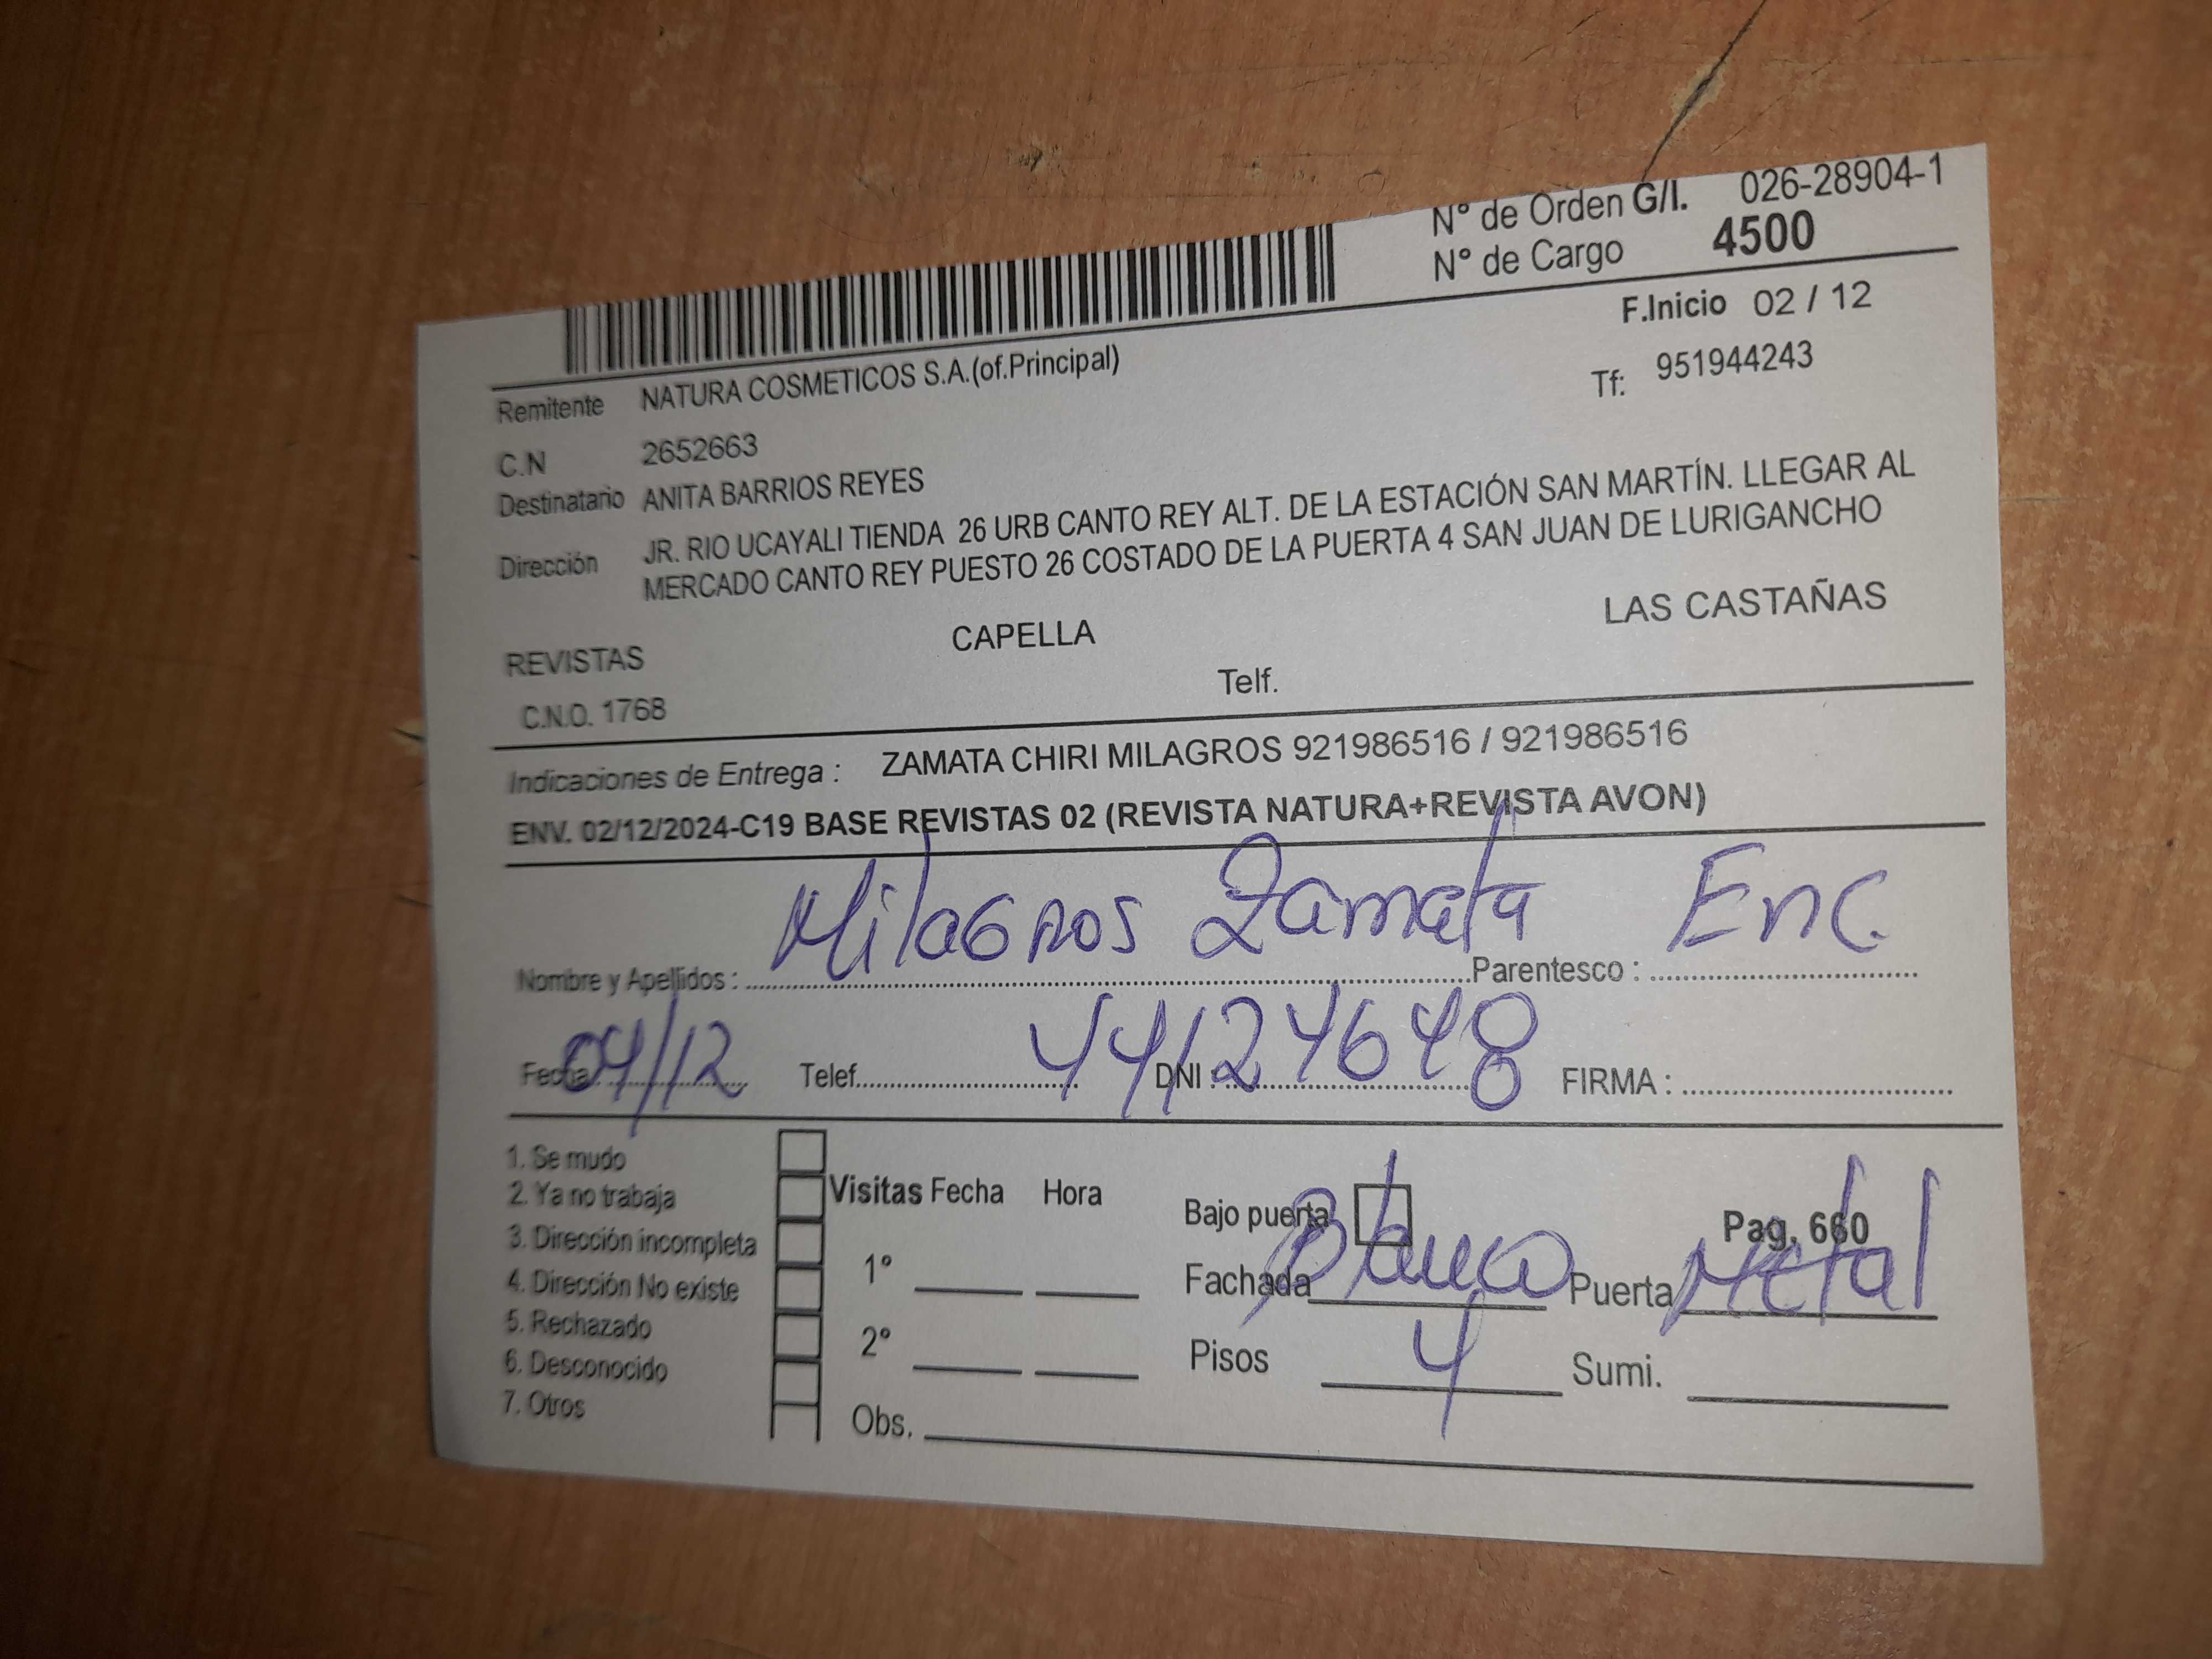 N° de Orden G/I. 026-28904-1
N° de Cargo 4500
F.Inicio 02 / 12
Remitente NATURA COSMETICOS S.A.(of.Principal)
Tf: 951944243
C.N 2652663
Destinatario ANITA BARRIOS REYES
Dirección JR. RIO UCAYALI TIENDA 26 URB CANTO REY ALT. DE LA ESTACIÓN SAN MARTÍN. LLEGAR AL
MERCADO CANTO REY PUESTO 26 COSTADO DE LA PUERTA 4 SAN JUAN DE LURIGANCHO
REVISTAS CAPELLA LAS CASTAÑAS
C.N.O. 1768 Telf.
Indicaciones de Entrega : ZAMATA CHIRI MILAGROS 921986516 / 921986516
ENV. 02/12/2024-C19 BASE REVISTAS 02 (REVISTA NATURA+REVISTA AVON)
Nombre y Apellidos : Milagros Zamata Parentesco : Enc.
Fecha 04/12 Telef. DNI : 44124648 FIRMA :
1. Se mudo
2. Ya no trabaja
3. Dirección incompleta
4. Dirección No existe
5. Rechazado
6. Desconocido
7. Otros
Visitas Fecha Hora
1°
2°
Obs.
Bajo puerta Pag. 660
Fachada Blanco Puerta Metal
Pisos 4 Sumi.